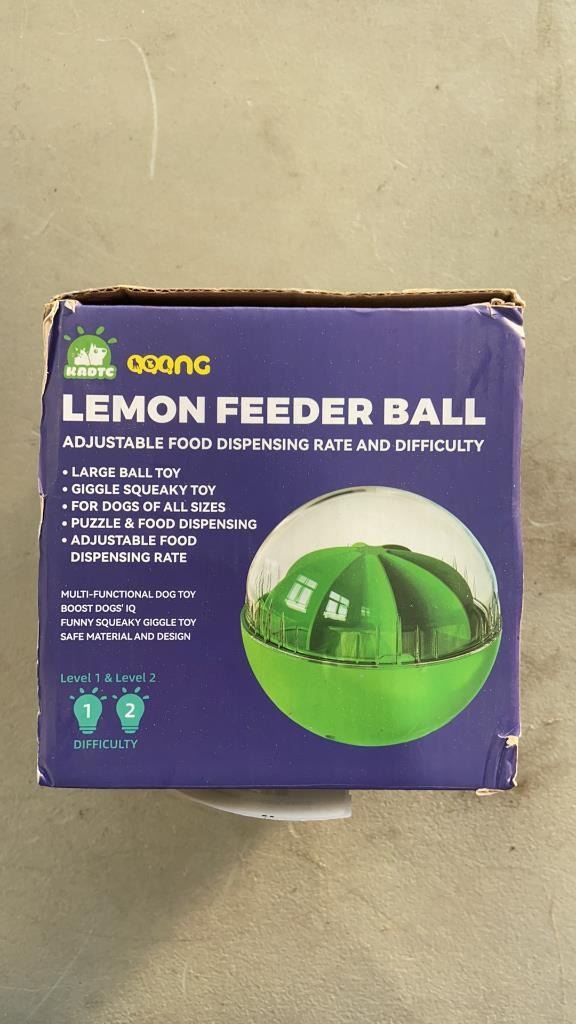 KADTC
QQQNG
LEMON FEEDER BALL
ADJUSTABLE FOOD DISPENSING RATE AND DIFFICULTY
• LARGE BALL TOY
• GIGGLE SQUEAKY TOY
• FOR DOGS OF ALL SIZES
• PUZZLE & FOOD DISPENSING
• ADJUSTABLE FOOD
DISPENSING RATE
MULTI-FUNCTIONAL DOG TOY
BOOST DOGS' IQ
FUNNY SQUEAKY GIGGLE TOY
SAFE MATERIAL AND DESIGN
Level 1 & Level 2
1 2
DIFFICULTY